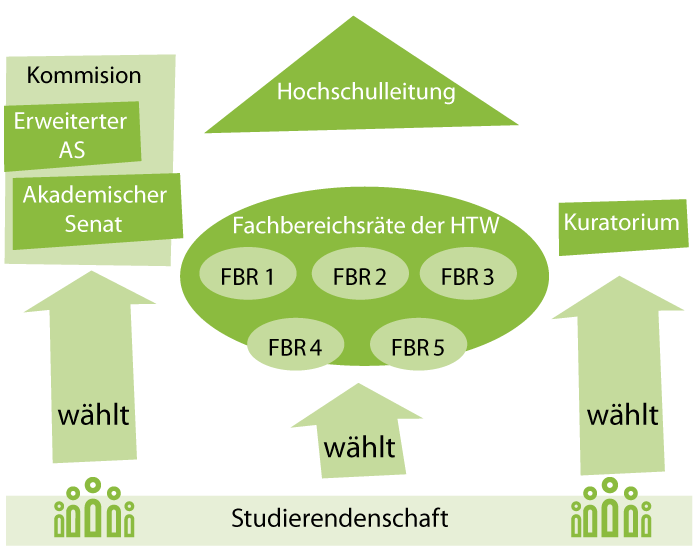 Kommision
Erweiterter
AS
Akademischer
Senat
Hochschulleitung
Fachbereichsräte der HTW
FBR 1
FBR 2
FBR 3
FBR 4
FBR 5
Kuratorium
wählt
wählt
wählt
Studierendenschaft